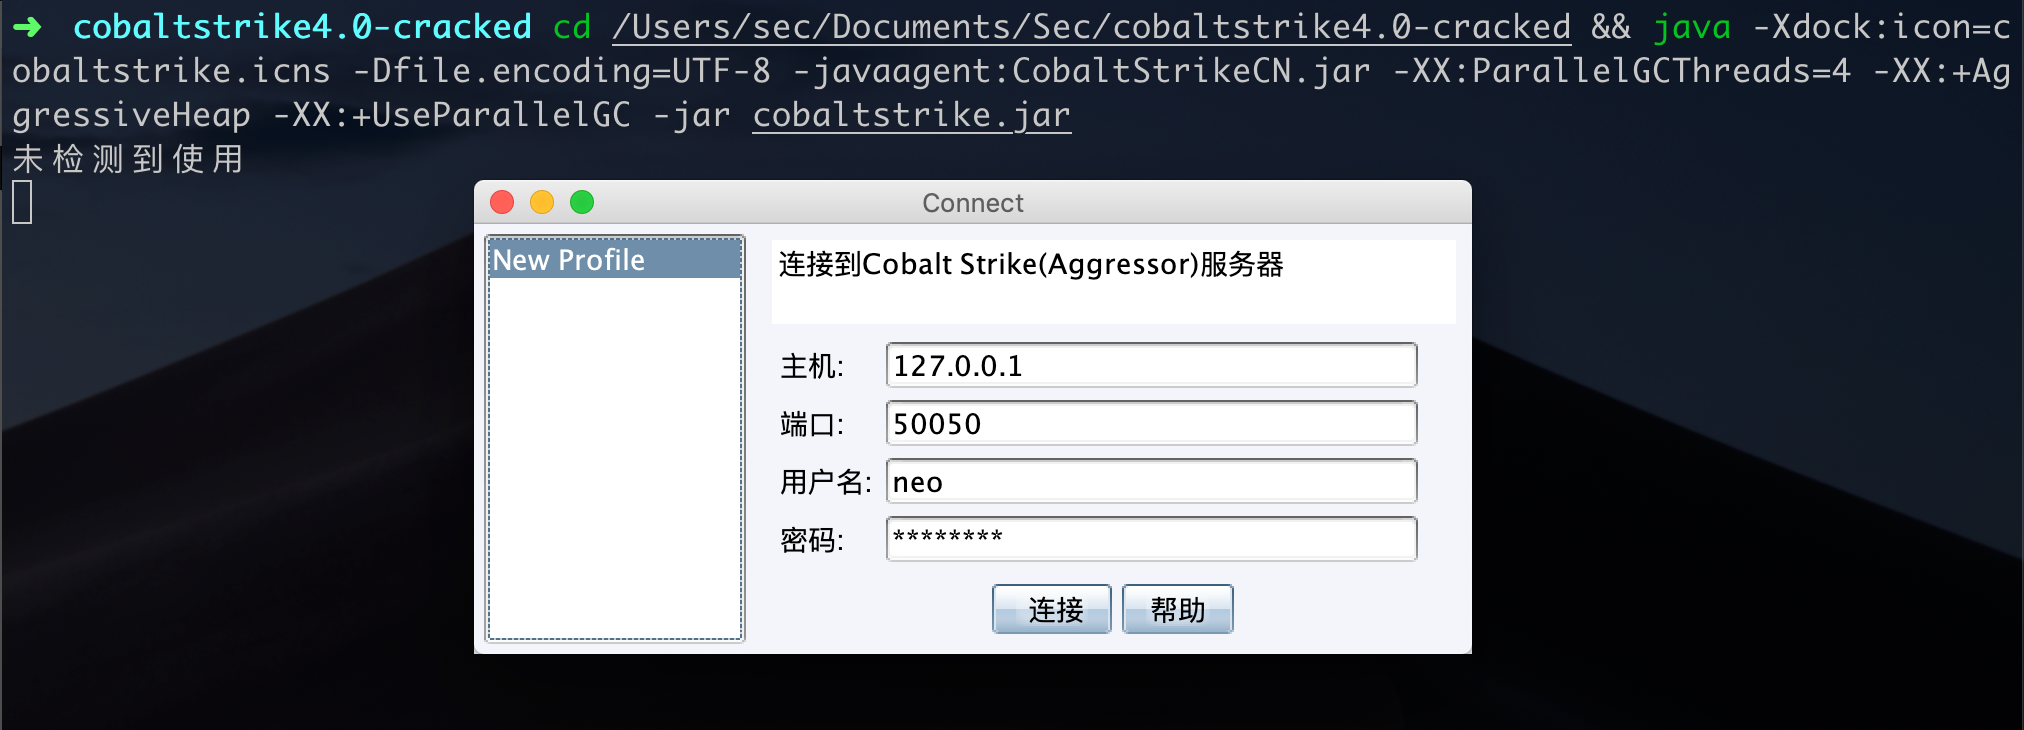 ➜ cobaltstrike4.0-cracked cd /Users/sec/Documents/Sec/cobaltstrike4.0-cracked && java -Xdock:icon=c
obaltstrike.icns -Dfile.encoding=UTF-8 -javaagent:CobaltStrikeCN.jar -XX:ParallelGCThreads=4 -XX:+Ag
gressiveHeap -XX:+UseParallelGC -jar cobaltstrike.jar
未检测到使用
Connect
New Profile
连接到Cobalt Strike(Aggressor)服务器
主机: 127.0.0.1
端口: 50050
用户名: neo
密码: ********
连接 帮助